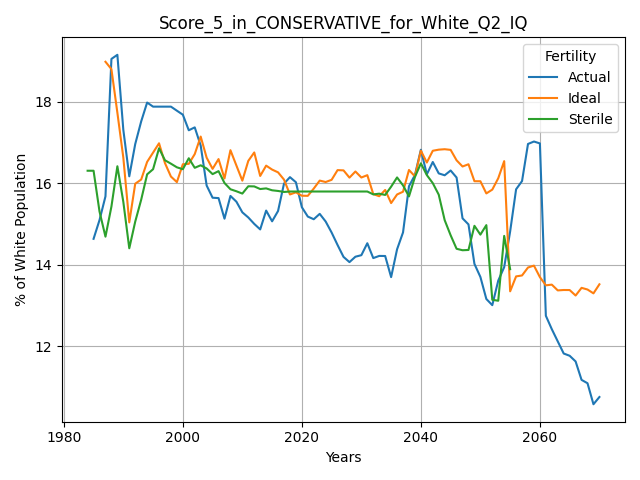 Score_5_in_CONSERVATIVE_for_White_Q2_IQ
Fertility
Actual
Ideal
Sterile
% of White Population
18
16
14
12
1980
2000
2020
2040
2060
Years